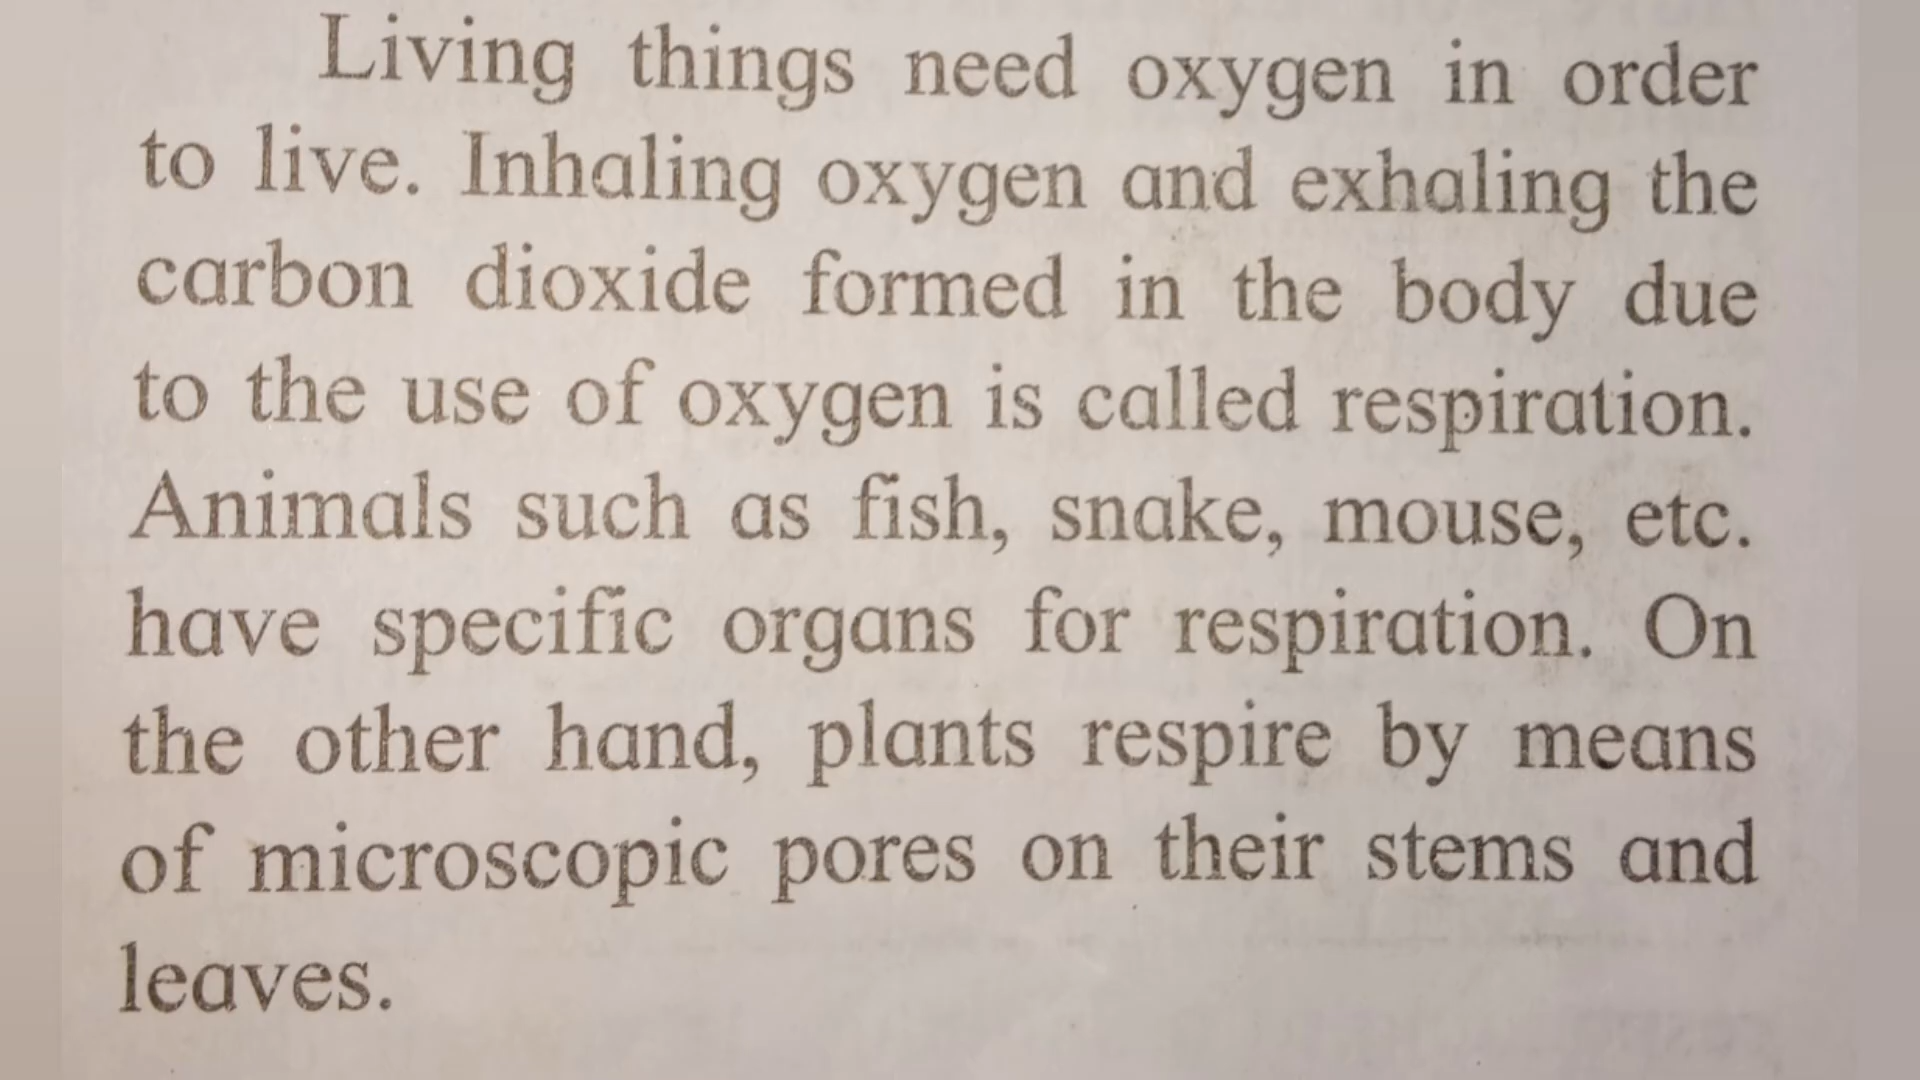 Living things need oxygen in order
to live. Inhaling oxygen and exhaling the
carbon dioxide formed in the body due
to the use of oxygen is called respiration.
Animals such as fish, snake, mouse, etc.
have specific organs for respiration. On
the other hand, plants respire by means
of microscopic pores on their stems and
leaves.